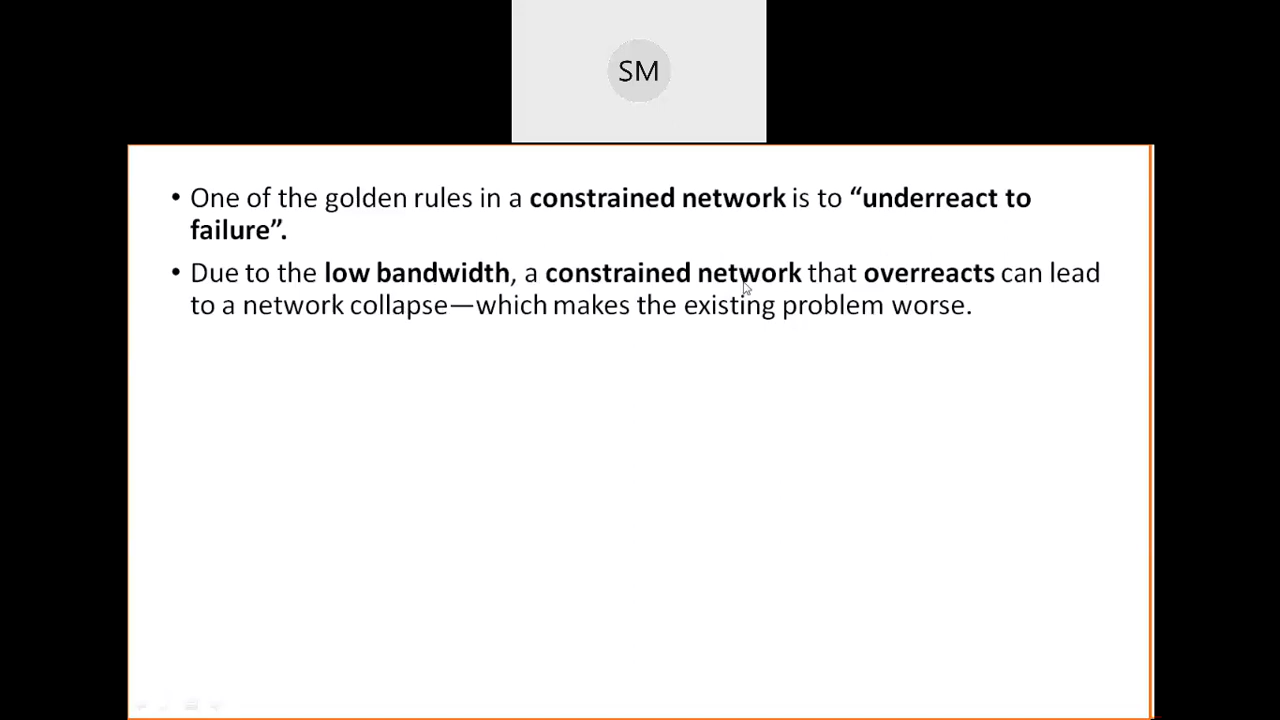 SM
• One of the golden rules in a constrained network is to “underreact to
failure”.
• Due to the low bandwidth, a constrained network that overreacts can lead
to a network collapse—which makes the existing problem worse.